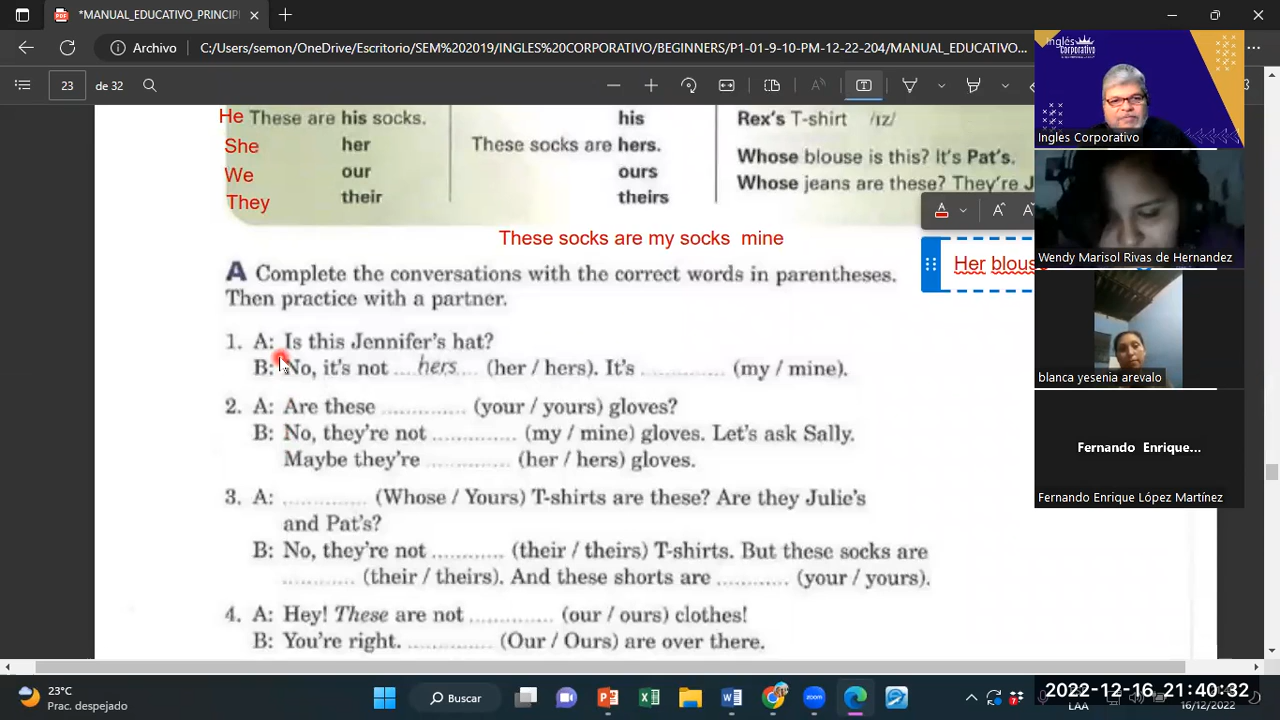 *MANUAL_EDUCATIVO_PRINCIPI
Archivo
C:/Users/semon/OneDrive/Escritorio/SEM%202019/INGLES%20CORPORATIVO/BEGINNERS/P1-01-9-10-PM-12-22-204/MANUAL_EDUCATIVO...
23 de 32
He These are his socks.
She her
We our
They their
his
These socks are hers.
ours
theirs
Rex's T-shirt /ɪz/
Whose blouse is this? It's Pat's.
Whose jeans are these? They're J
These socks are my socks mine
Her blous
A Complete the conversations with the correct words in parentheses.
Then practice with a partner.
1. A: Is this Jennifer's hat?
B: No, it's not ....hers.... (her / hers). It's .............. (my / mine).
2. A: Are these .............. (your / yours) gloves?
B: No, they're not .............. (my / mine) gloves. Let's ask Sally.
Maybe they're .............. (her / hers) gloves.
3. A: .............. (Whose / Yours) T-shirts are these? Are they Julie's
and Pat's?
B: No, they're not ............ (their / theirs) T-shirts. But these socks are
............ (their / theirs). And these shorts are ............ (your / yours).
4. A: Hey! These are not .............. (our / ours) clothes!
B: You're right. ............ (Our / Ours) are over there.
Inglés
Corporativo
Ingles Corporativo
Wendy Marisol Rivas de Hernandez
blanca yesenia arevalo
Fernando Enrique...
Fernando Enrique López Martínez
23°C
Prac. despejado
Buscar
zoom
LAA
2022-12-16 21:40:32
16/12/2022